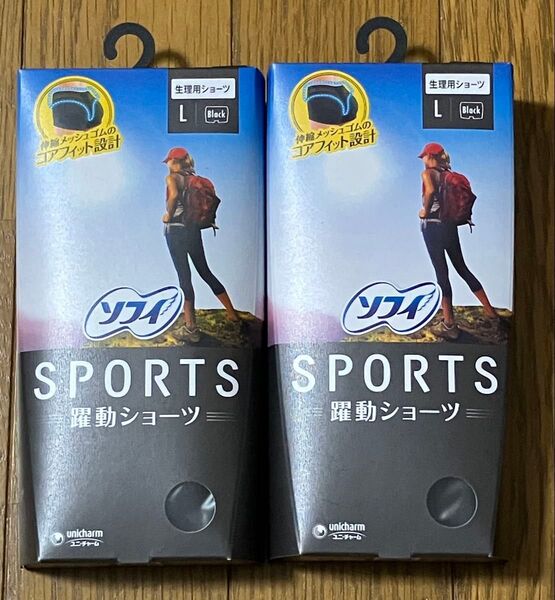 生理用ショーツ
L
Black
伸縮メッシュゴムの
コアフィット設計
ソフィ
SPORTS
躍動ショーツ
unicharm
ユニ・チャーム
生理用ショーツ
L
Black
伸縮メッシュゴムの
コアフィット設計
ソフィ
SPORTS
躍動ショーツ
unicharm
ユニ・チャーム